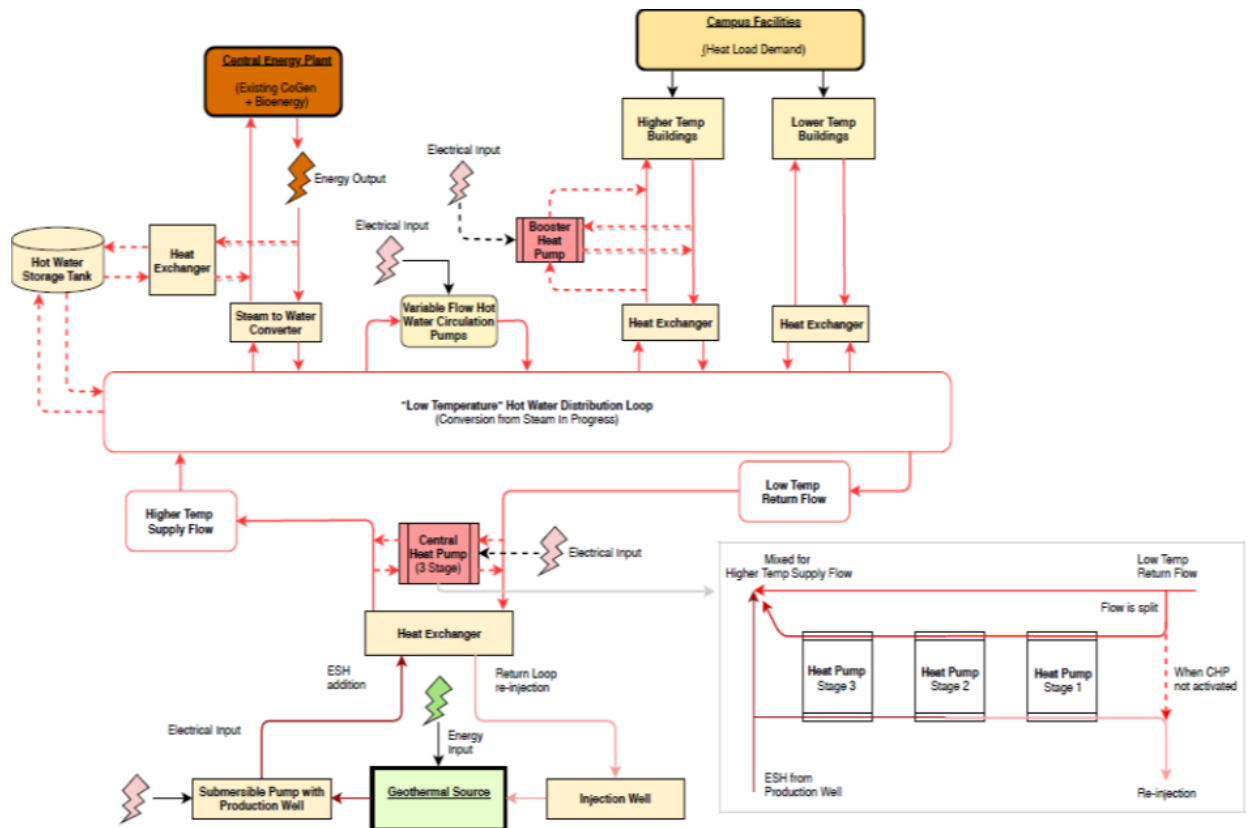 Campus Facilities
(Heat Load Demand)
Central Energy Plant
(Existing CoGen
+ Bioenergy)
Higher Temp
Buildings
Lower Temp
Buildings
Electrical Input
Energy Output
Electrical Input
Booster
Heat
Pump
Heat
Exchanger
Hot Water
Storage Tank
Steam to Water
Converter
Variable Flow Hot
Water Circulation
Pumps
Heat Exchanger
Heat Exchanger
"Low Temperature" Hot Water Distribution Loop
(Conversion from Steam In Progress)
Low Temp
Return Flow
Higher Temp
Supply Flow
Central
Heat Pump
(3 Stage)
Electrical Input
Heat Exchanger
ESH
addition
Return Loop
re-injection
Electrical Input
Energy
Input
Submersible Pump with
Production Well
Geothermal Source
Injection Well
Mixed for
Higher Temp Supply Flow
Low Temp
Return Flow
Flow is split
Heat Pump
Stage 3
Heat Pump
Stage 2
Heat Pump
Stage 1
When CHP
not activated
ESH from
Production Well
Re-injection